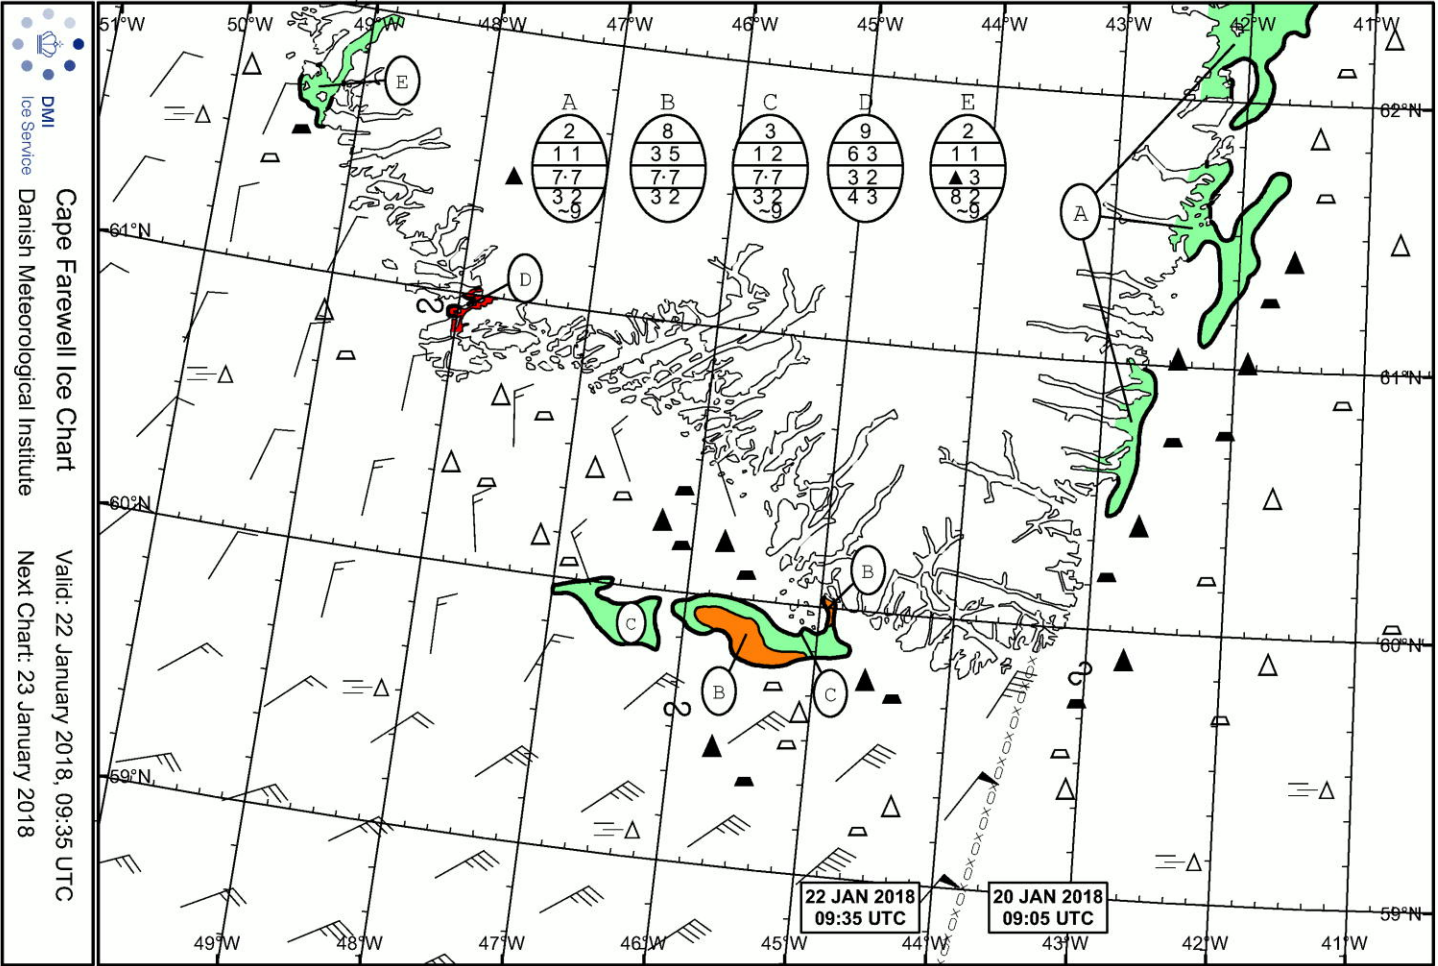 DMI
Ice Service
Cape Farewell Ice Chart
Danish Meteorological Institute
Valid: 22 January 2018, 09:35 UTC
Next Chart: 23 January 2018
51°W 50°W 49°W 48°W 47°W 46°W 45°W 44°W 43°W 42°W 41°W
E
A B C D E
2 8 3 9 2
1 1 3 5 1 2 6 3 1 1
7·7 7·7 7·7 3 2 ▲ 3
3 2 3 2 3 2 4 3 8 2
~9 ~9 ~9
62°N
A
61°N
D
61°N
60°N
B
C
60°N
B C
59°N
22 JAN 2018
09:35 UTC
20 JAN 2018
09:05 UTC
59°N
49°W 48°W 47°W 46°W 45°W 44°W 43°W 42°W 41°W